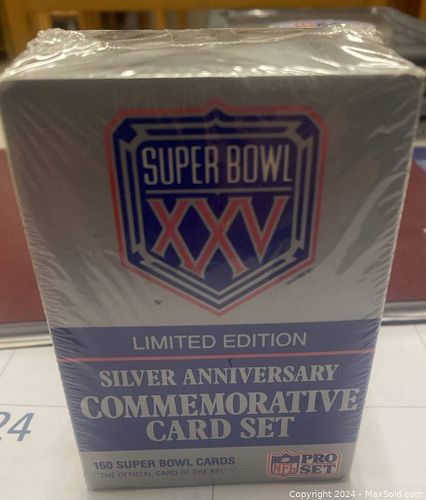 SUPER BOWL
XXV
LIMITED EDITION
SILVER ANNIVERSARY
COMMEMORATIVE
CARD SET
160 SUPER BOWL CARDS
THE OFFICIAL CARD OF THE NFL
NFL
PRO
SET
24
Copyright 2024 - MaxSold.com